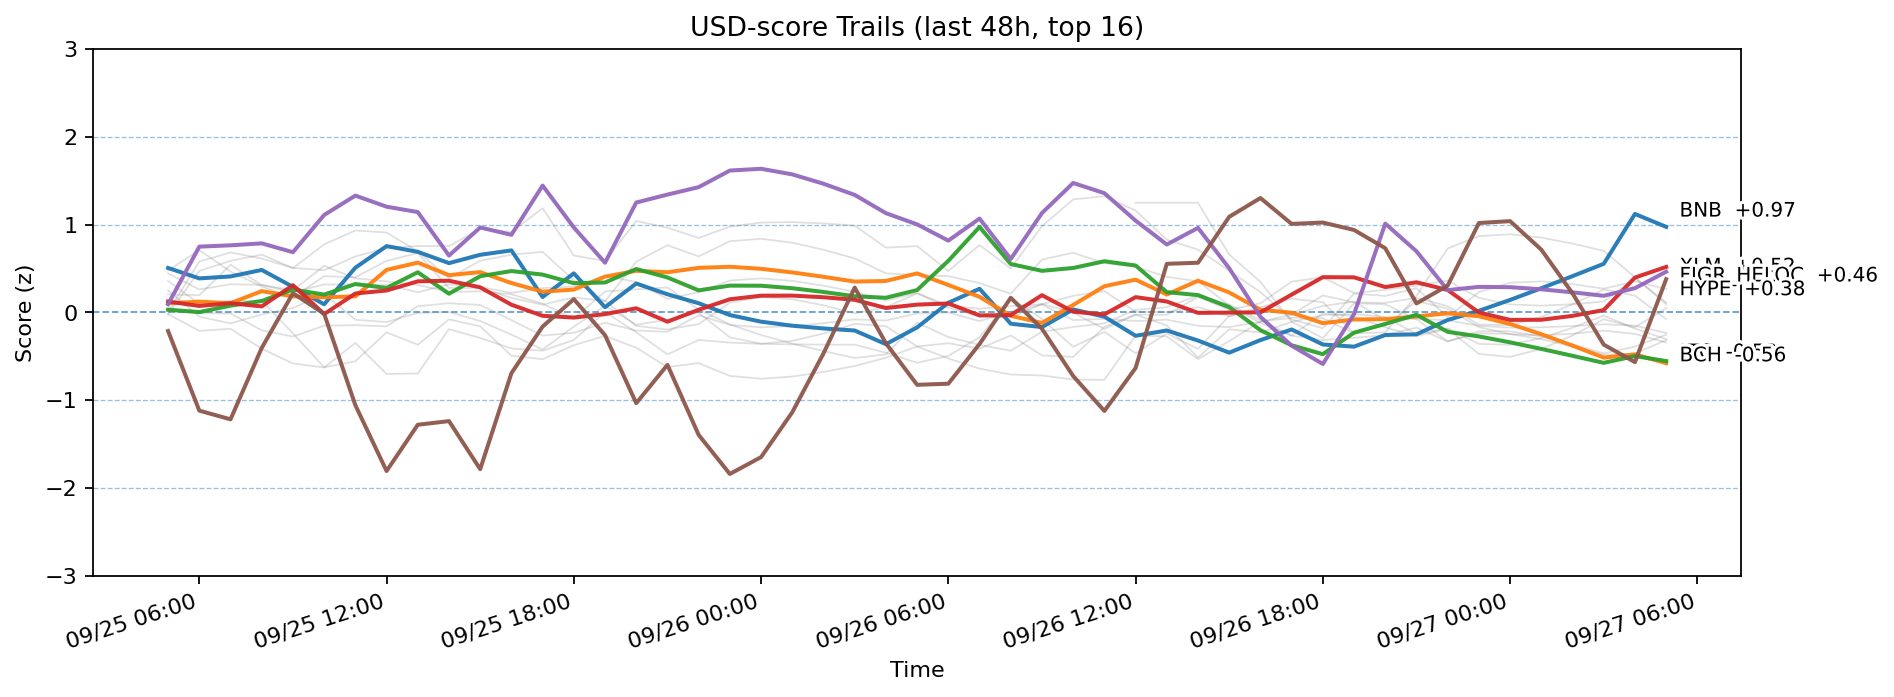 USD-score Trails (last 48h, top 16)
3
2
1
0
−1
−2
−3
Score (z)
BNB +0.97
XLM +0.52
FIGR_HELOC +0.46
HYPE +0.38
BCH -0.56
09/25 06:00
09/25 12:00
09/25 18:00
09/26 00:00
09/26 06:00
09/26 12:00
09/26 18:00
09/27 00:00
09/27 06:00
Time